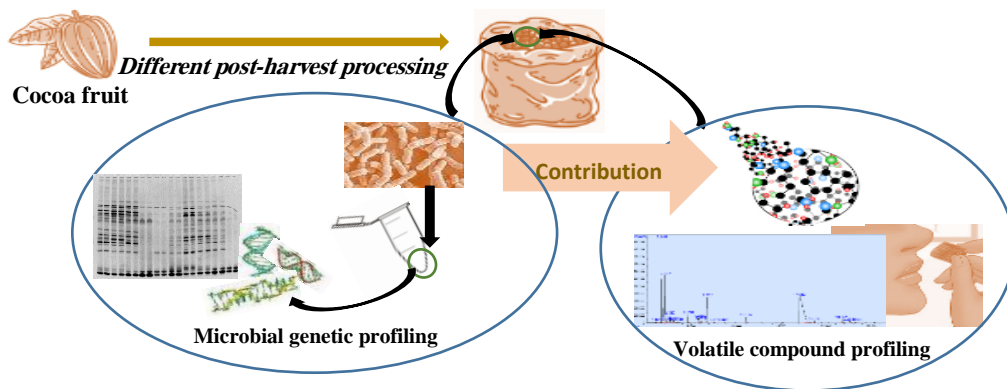 Different post-harvest processing
Cocoa fruit
Contribution
Microbial genetic profiling
Volatile compound profiling